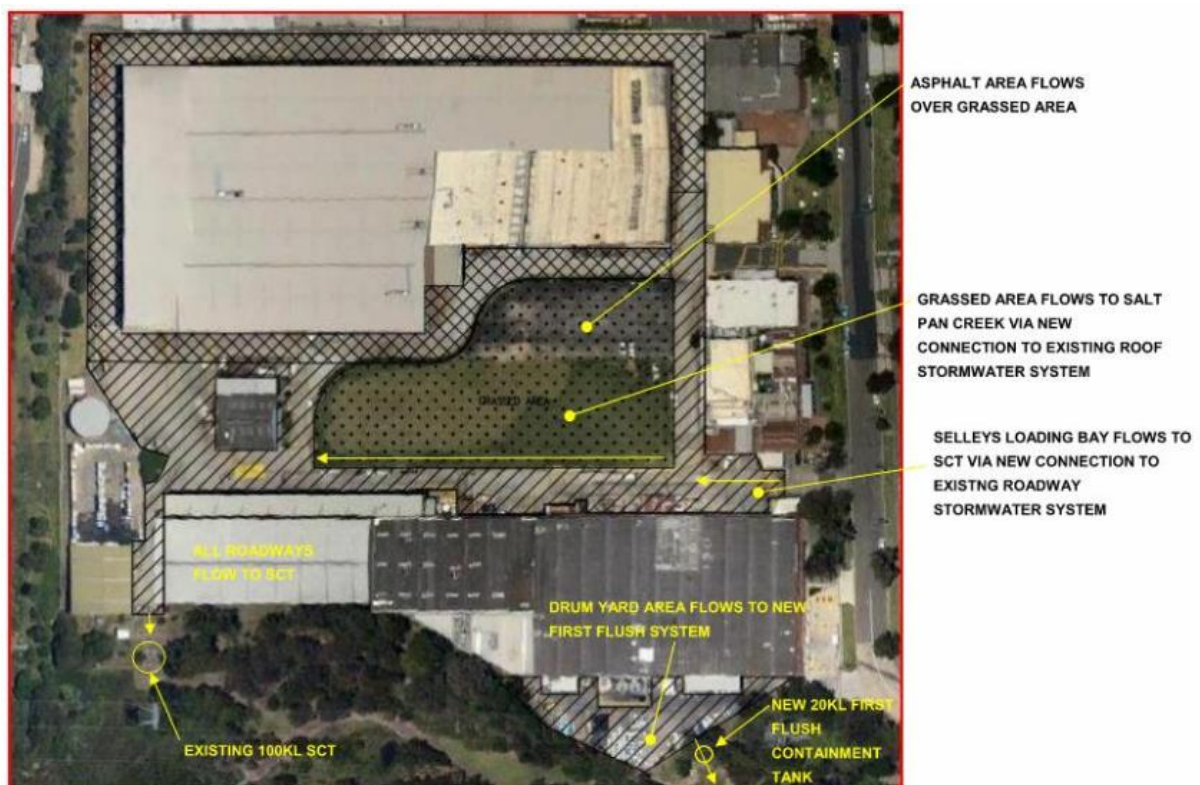 ASPHALT AREA FLOWS
OVER GRASSED AREA
GRASSED AREA FLOWS TO SALT
PAN CREEK VIA NEW
CONNECTION TO EXISTING ROOF
STORMWATER SYSTEM
GRASSED AREA
SELLEYS LOADING BAY FLOWS TO
SCT VIA NEW CONNECTION TO
EXISTNG ROADWAY
STORMWATER SYSTEM
ALL ROADWAYS
FLOW TO SCT
DRUM YARD AREA FLOWS TO NEW
FIRST FLUSH SYSTEM
NEW 20KL FIRST
FLUSH
CONTAINMENT
TANK
EXISTING 100KL SCT